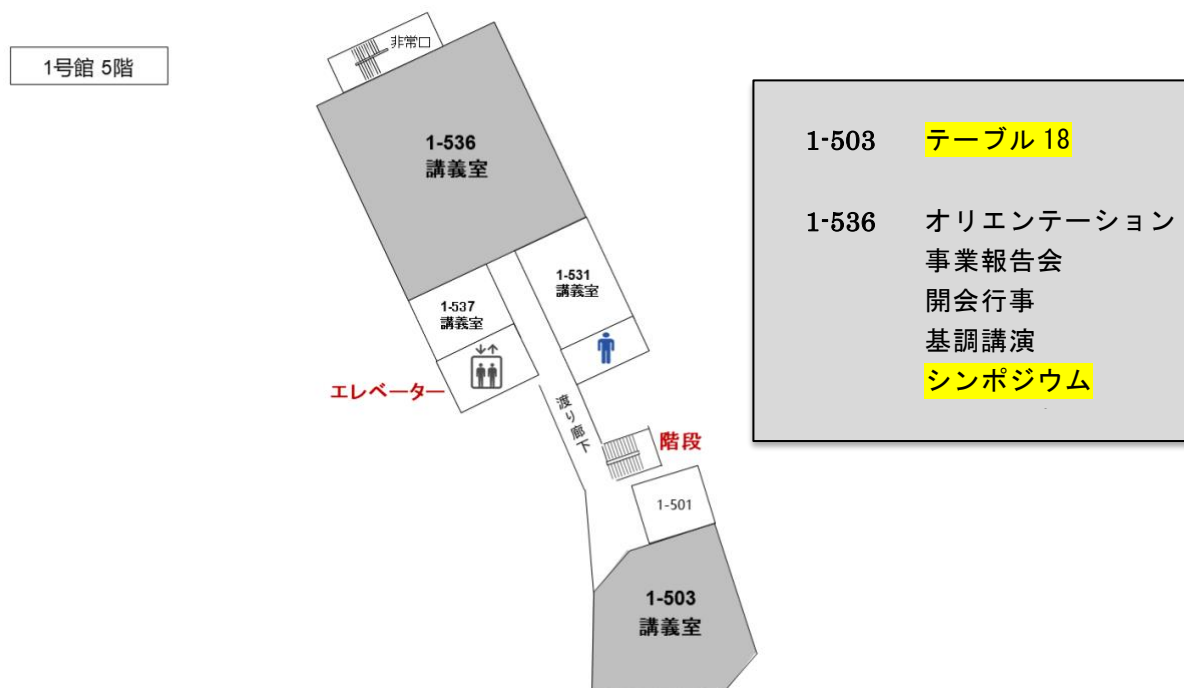 1号館 5階
非常口
1-536
講義室
1-531
講義室
1-537
講義室
エレベーター
渡り廊下
階段
1-501
1-503
講義室
1-503 テーブル 18
1-536 オリエンテーション
事業報告会
開会行事
基調講演
シンポジウム